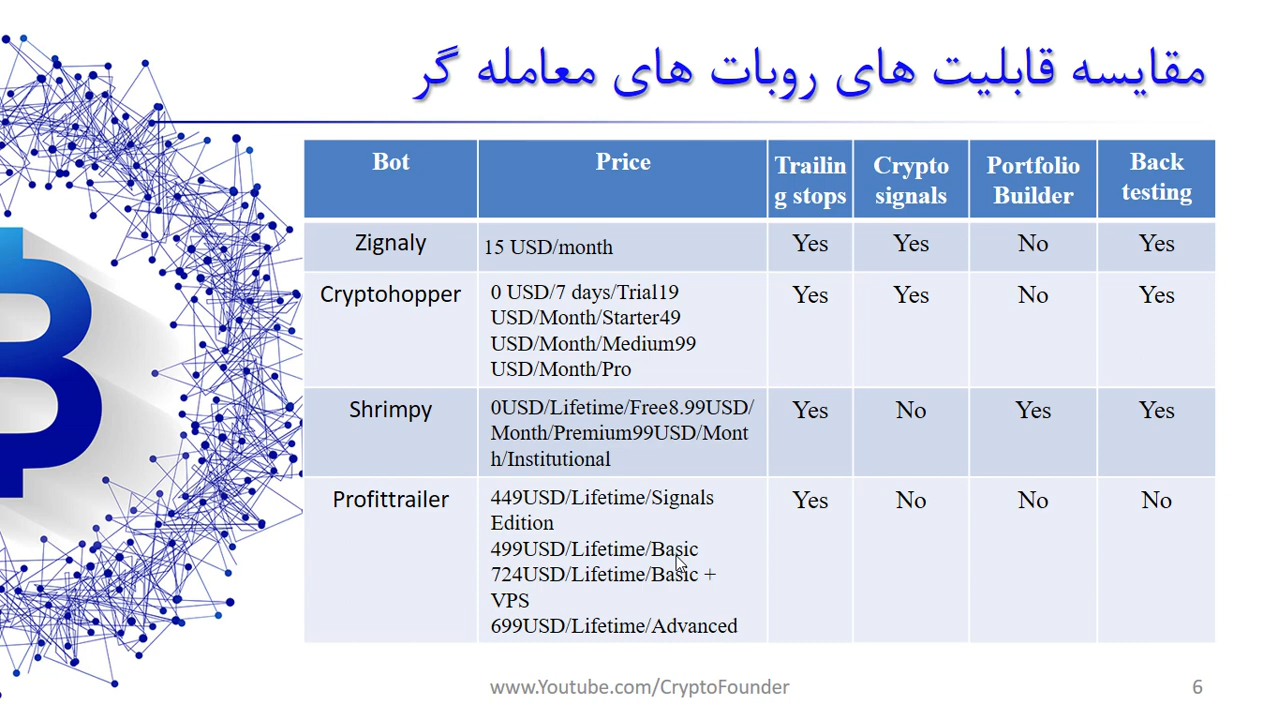 مقایسه قابلیت های روبات های معامله گر
Bot Price Trailin Crypto Portfolio Back
g stops signals Builder testing
Zignaly 15 USD/month Yes Yes No Yes
Cryptohopper 0 USD/7 days/Trial19 Yes Yes No Yes
USD/Month/Starter49
USD/Month/Medium99
USD/Month/Pro
Shrimpy 0USD/Lifetime/Free8.99USD/ Yes No Yes Yes
Month/Premium99USD/Mont
h/Institutional
Profittrailer 449USD/Lifetime/Signals Yes No No No
Edition
499USD/Lifetime/Basic
724USD/Lifetime/Basic +
VPS
699USD/Lifetime/Advanced
www.Youtube.com/CryptoFounder 6